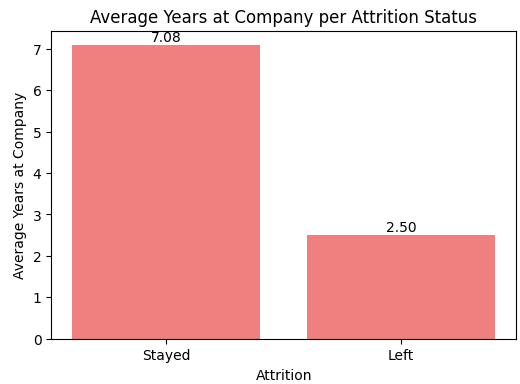 Average Years at Company per Attrition Status
7.08
2.50
Average Years at Company
7
6
5
4
3
2
1
0
Stayed
Left
Attrition